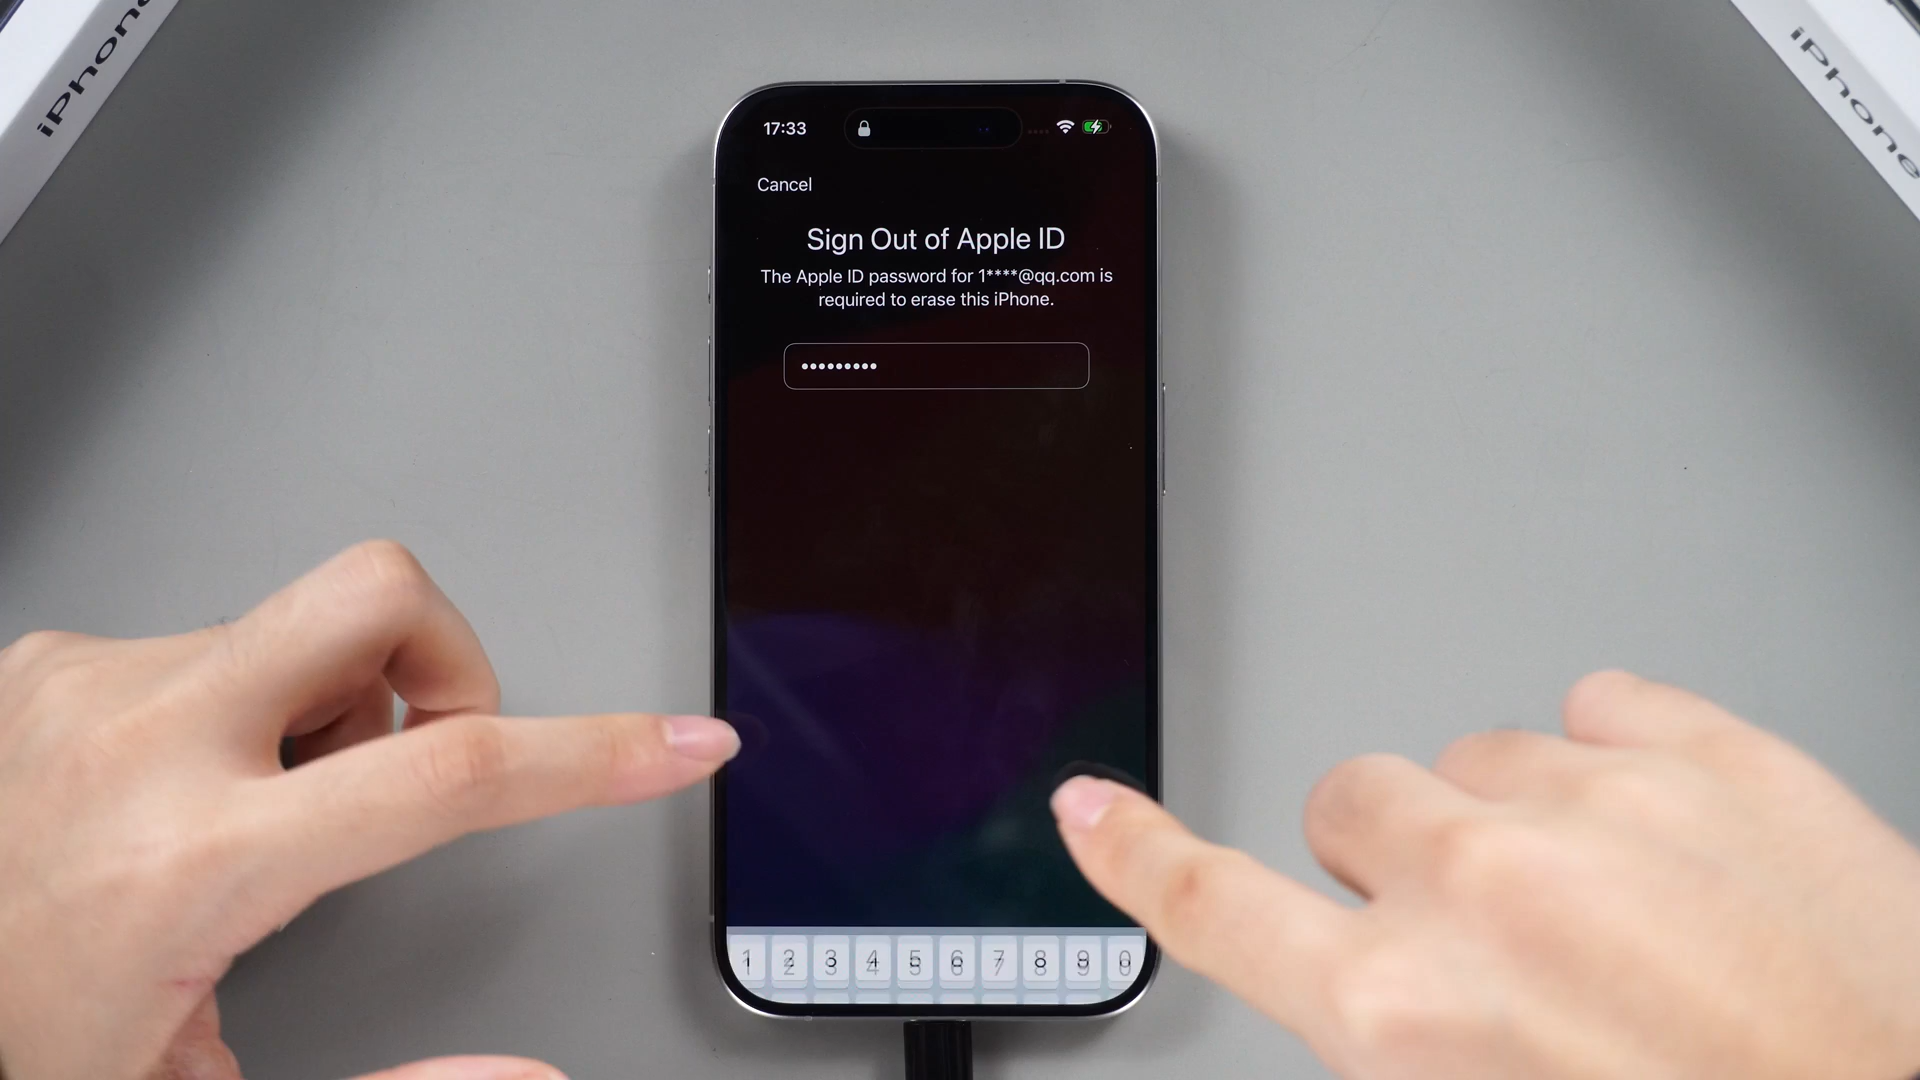 iPhone
iPhone
17:33
Cancel
Sign Out of Apple ID
The Apple ID password for 1****@qq.com is
required to erase this iPhone.
•••••••••
1 2 3 4 5 6 7 8 9 0